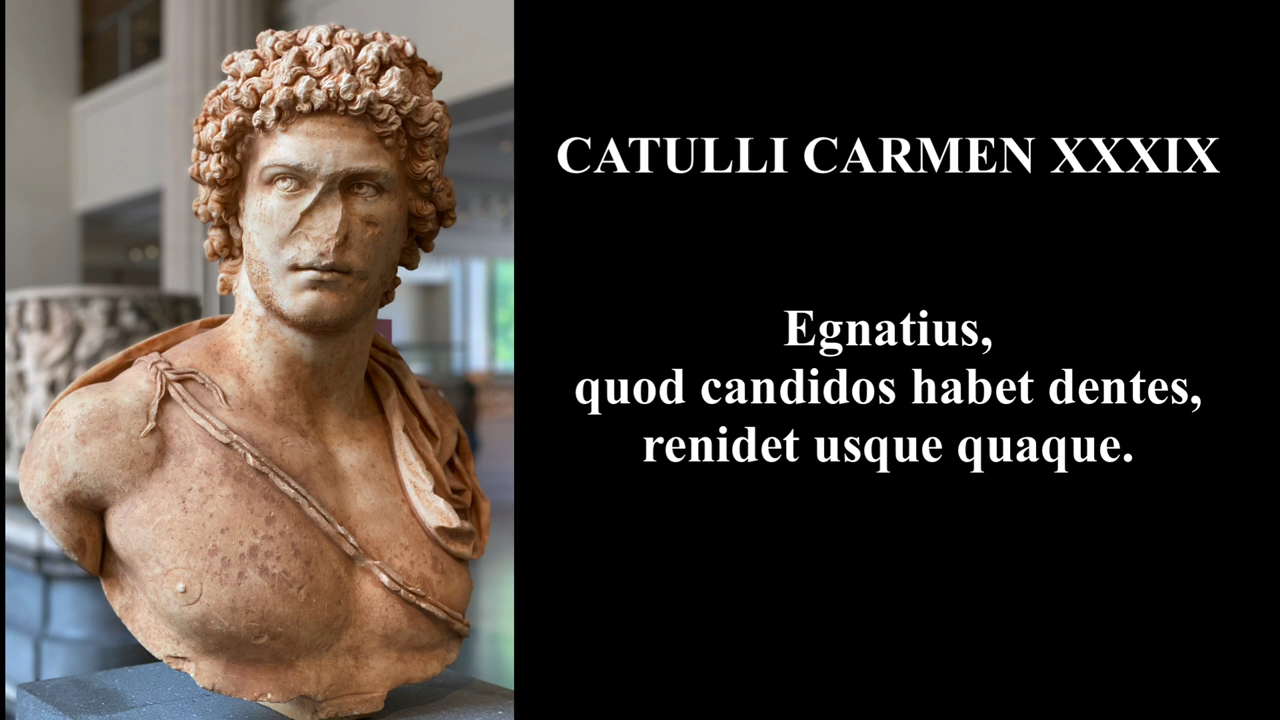 CATULLI CARMEN XXXIX
Egnatius,
quod candidos habet dentes,
renidet usque quaque.